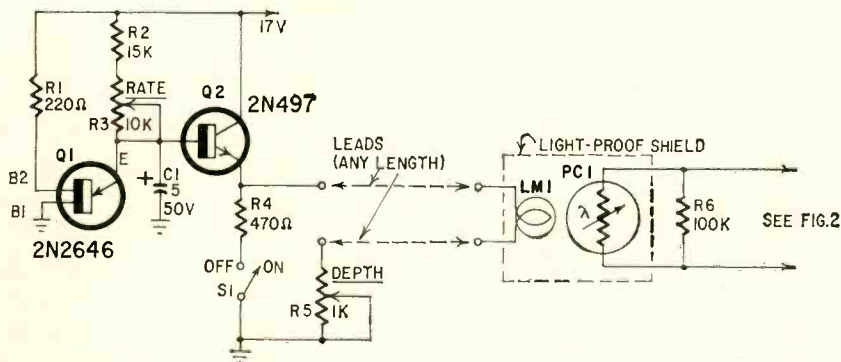 17V
R2
15K
R1
220Ω
RATE
R3
10K
Q2
2N497
Q1
E
B2
B1
2N2646
+
C1
5
50V
R4
470Ω
OFF
ON
S1
DEPTH
R5
1K
LEADS
(ANY LENGTH)
LIGHT-PROOF SHIELD
LM1
PC1
λ
R6
100K
SEE FIG.2